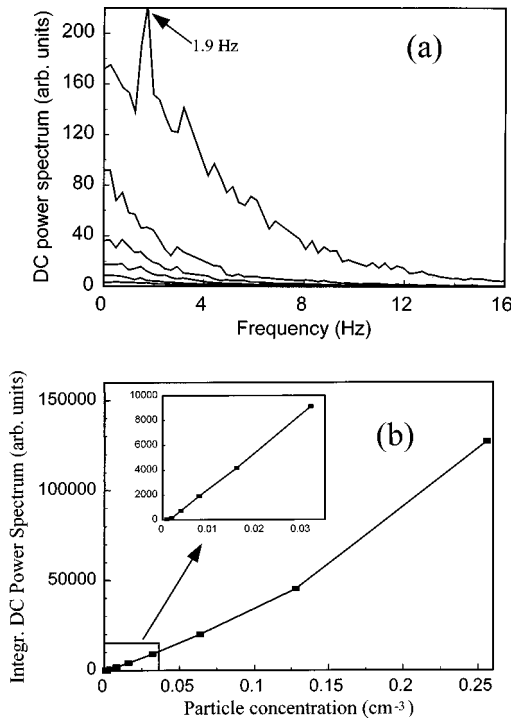 (a)
1.9 Hz
DC power spectrum (arb. units)
200
160
120
80
40
0
0 4 8 12 16
Frequency (Hz)
(b)
Integr. DC Power Spectrum (arb. units)
150000
100000
50000
0
10000
8000
6000
4000
2000
0
0 0.01 0.02 0.03
0 0.05 0.10 0.15 0.20 0.25
Particle concentration (cm-3)